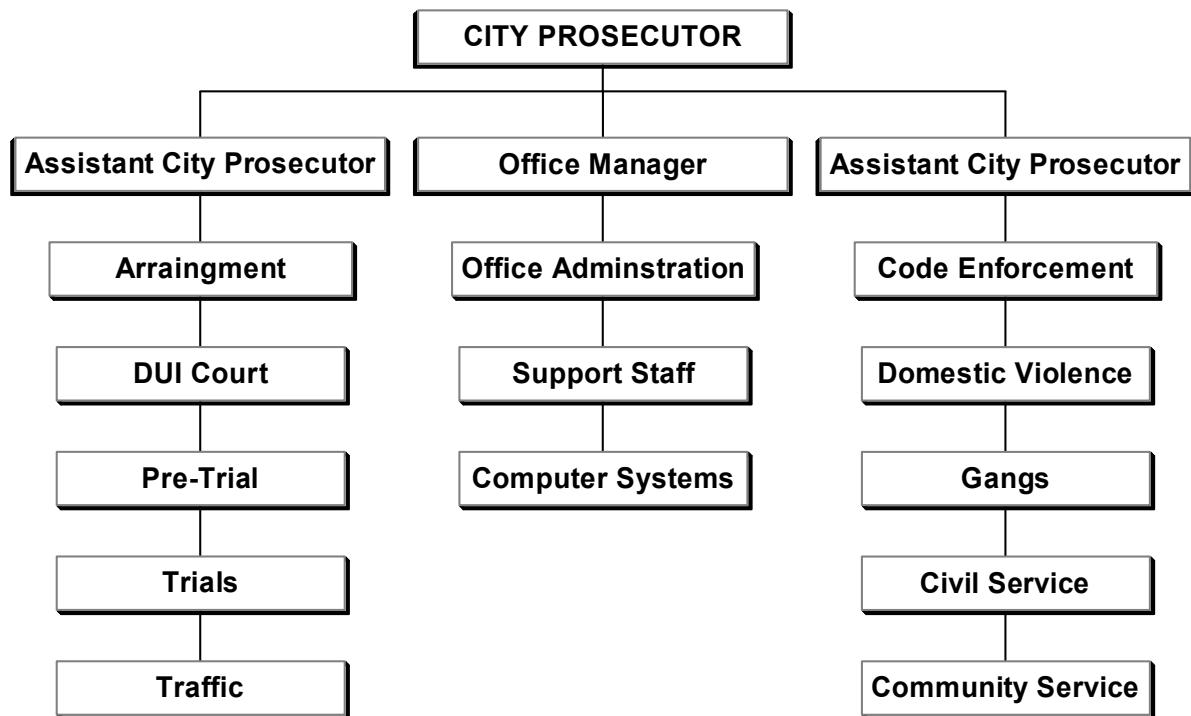 CITY PROSECUTOR
Assistant City Prosecutor
Office Manager
Assistant City Prosecutor
Arraingment
Office Adminstration
Code Enforcement
DUI Court
Support Staff
Domestic Violence
Pre-Trial
Computer Systems
Gangs
Trials
Civil Service
Traffic
Community Service